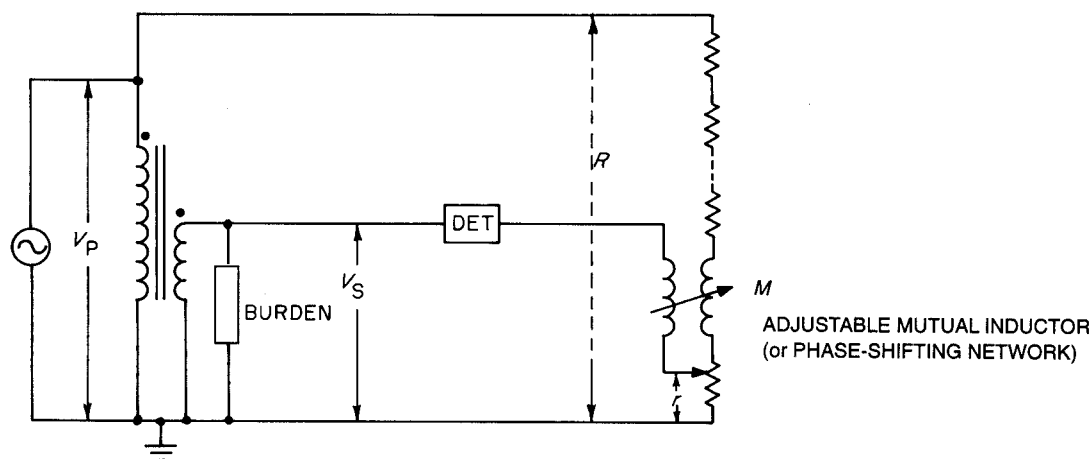 R
V_P
DET
V_S
BURDEN
M
ADJUSTABLE MUTUAL INDUCTOR
(or PHASE-SHIFTING NETWORK)
r